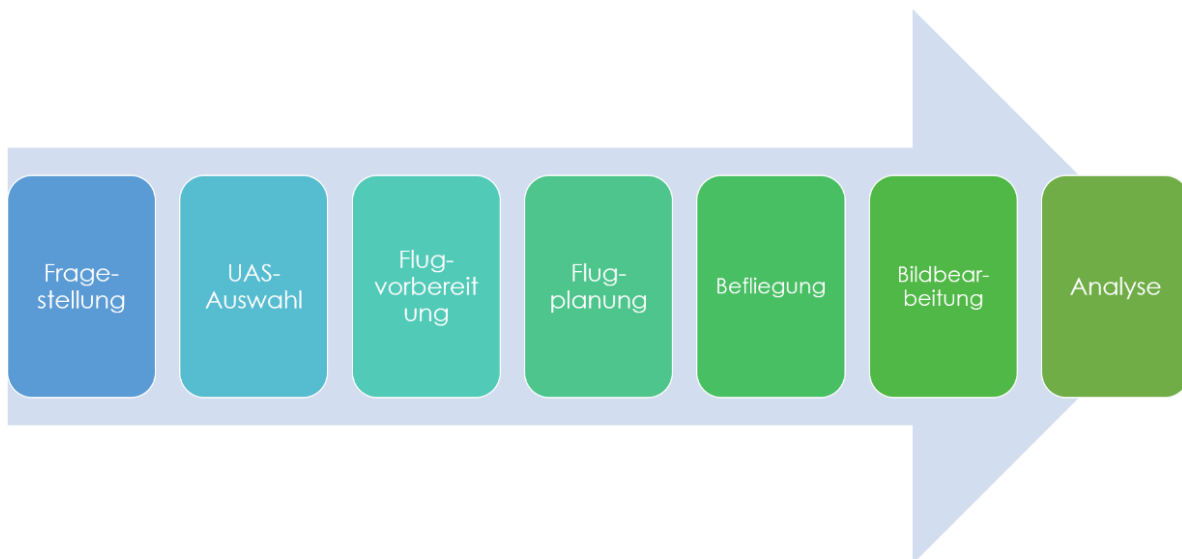 Frage-
stellung
UAS-
Auswahl
Flug-
vorbereit
ung
Flug-
planung
Befliegung
Bildbear-
beitung
Analyse